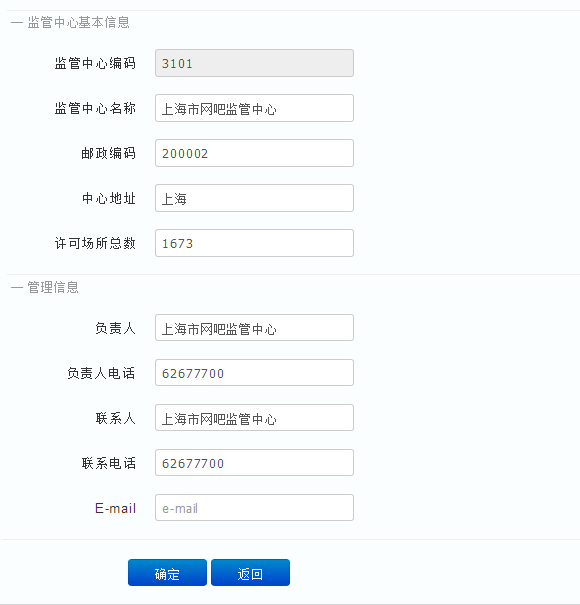 监管中心基本信息
监管中心编码 3101
监管中心名称 上海市网吧监管中心
邮政编码 200002
中心地址 上海
许可场所总数 1673
管理信息
负责人 上海市网吧监管中心
负责人电话 62677700
联系人 上海市网吧监管中心
联系电话 62677700
E-mail e-mail
确定 返回